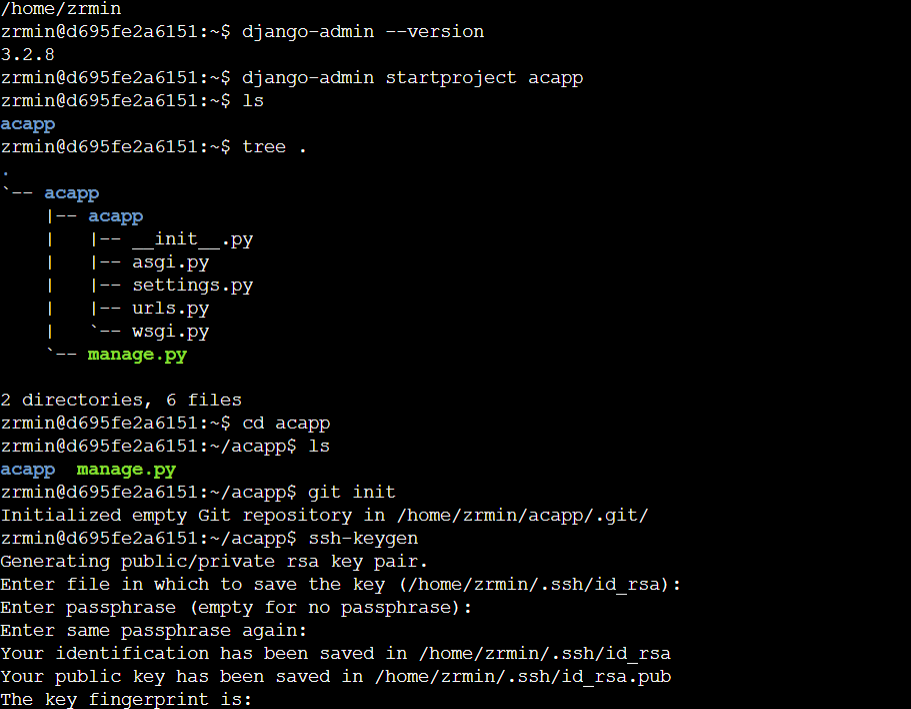 /home/zrmin
zrmin@d695fe2a6151:~$ django-admin --version
3.2.8
zrmin@d695fe2a6151:~$ django-admin startproject acapp
zrmin@d695fe2a6151:~$ ls
acapp
zrmin@d695fe2a6151:~$ tree .
.
`-- acapp
    |-- acapp
    |   |-- __init__.py
    |   |-- asgi.py
    |   |-- settings.py
    |   |-- urls.py
    |   `-- wsgi.py
    `-- manage.py

2 directories, 6 files
zrmin@d695fe2a6151:~$ cd acapp
zrmin@d695fe2a6151:~/acapp$ ls
acapp  manage.py
zrmin@d695fe2a6151:~/acapp$ git init
Initialized empty Git repository in /home/zrmin/acapp/.git/
zrmin@d695fe2a6151:~/acapp$ ssh-keygen
Generating public/private rsa key pair.
Enter file in which to save the key (/home/zrmin/.ssh/id_rsa):
Enter passphrase (empty for no passphrase):
Enter same passphrase again:
Your identification has been saved in /home/zrmin/.ssh/id_rsa
Your public key has been saved in /home/zrmin/.ssh/id_rsa.pub
The key fingerprint is: